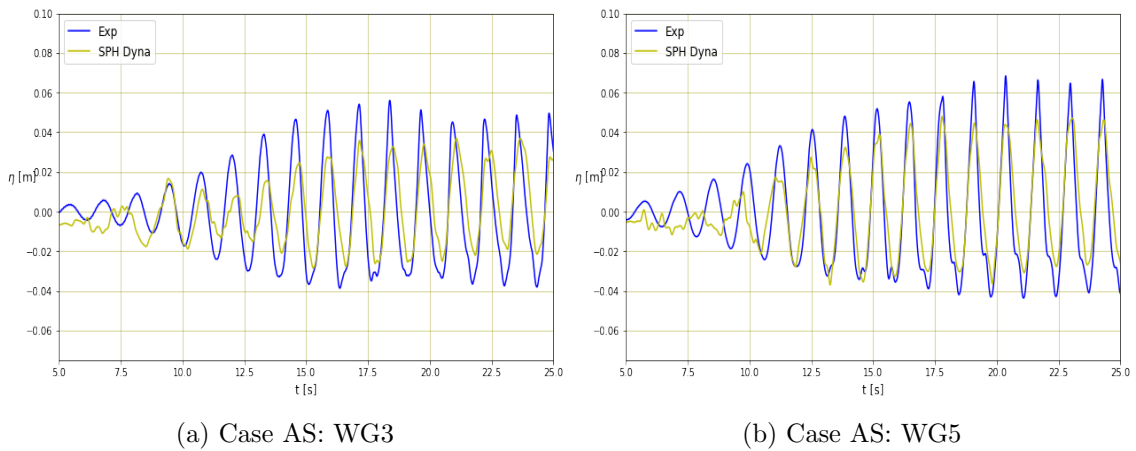 Exp
SPH Dyna
0.10
0.08
0.06
0.04
0.02
0.00
−0.02
−0.04
−0.06
η [m]
5.0 7.5 10.0 12.5 15.0 17.5 20.0 22.5 25.0
t [s]
(a) Case AS: WG3
Exp
SPH Dyna
0.10
0.08
0.06
0.04
0.02
0.00
−0.02
−0.04
−0.06
η [m]
5.0 7.5 10.0 12.5 15.0 17.5 20.0 22.5 25.0
t [s]
(b) Case AS: WG5